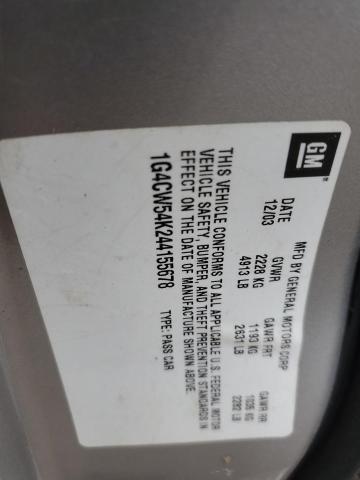 GM
MFD BY GENERAL MOTORS CORP
DATE GVWR GAWR FRT GAWR RR
12/03 2228 KG 1193 KG 1035 KG
4913 LB 2631 LB 2282 LB
THIS VEHICLE CONFORMS TO ALL APPLICABLE U.S. FEDERAL MOTOR
VEHICLE SAFETY, BUMPER, AND THEFT PREVENTION STANDARDS IN
EFFECT ON THE DATE OF MANUFACTURE SHOWN ABOVE.
1G4CW54K244155678 TYPE: PASS CAR